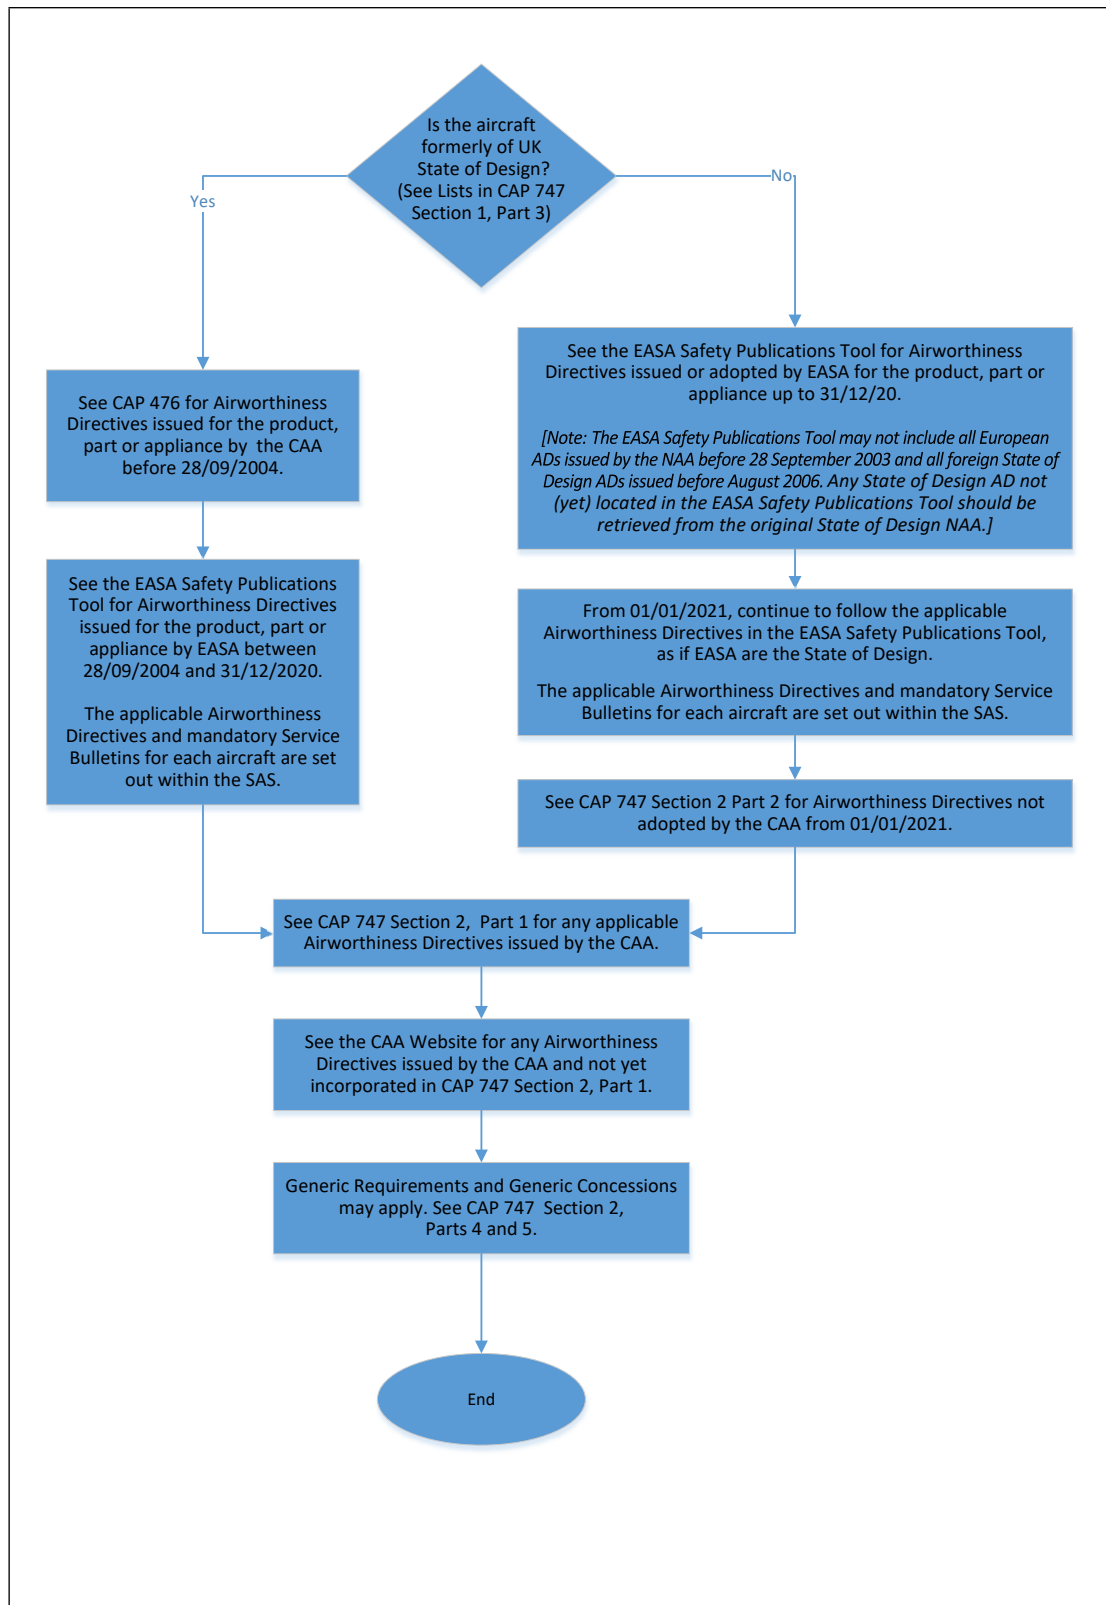 Is the aircraft
formerly of UK
State of Design?
(See Lists in CAP 747
Section 1, Part 3)
Yes
No
See CAP 476 for Airworthiness
Directives issued for the product,
part or appliance by the CAA
before 28/09/2004.
See the EASA Safety Publications
Tool for Airworthiness Directives
issued for the product, part or
appliance by EASA between
28/09/2004 and 31/12/2020.
The applicable Airworthiness
Directives and mandatory Service
Bulletins for each aircraft are set
out within the SAS.
See the EASA Safety Publications Tool for Airworthiness
Directives issued or adopted by EASA for the product, part or
appliance up to 31/12/20.
[Note: The EASA Safety Publications Tool may not include all European
ADs issued by the NAA before 28 September 2003 and all foreign State of
Design ADs issued before August 2006. Any State of Design AD not
(yet) located in the EASA Safety Publications Tool should be
retrieved from the original State of Design NAA.]
From 01/01/2021, continue to follow the applicable
Airworthiness Directives in the EASA Safety Publications Tool,
as if EASA are the State of Design.
The applicable Airworthiness Directives and mandatory Service
Bulletins for each aircraft are set out within the SAS.
See CAP 747 Section 2 Part 2 for Airworthiness Directives not
adopted by the CAA from 01/01/2021.
See CAP 747 Section 2, Part 1 for any applicable
Airworthiness Directives issued by the CAA.
See the CAA Website for any Airworthiness
Directives issued by the CAA and not yet
incorporated in CAP 747 Section 2, Part 1.
Generic Requirements and Generic Concessions
may apply. See CAP 747 Section 2,
Parts 4 and 5.
End